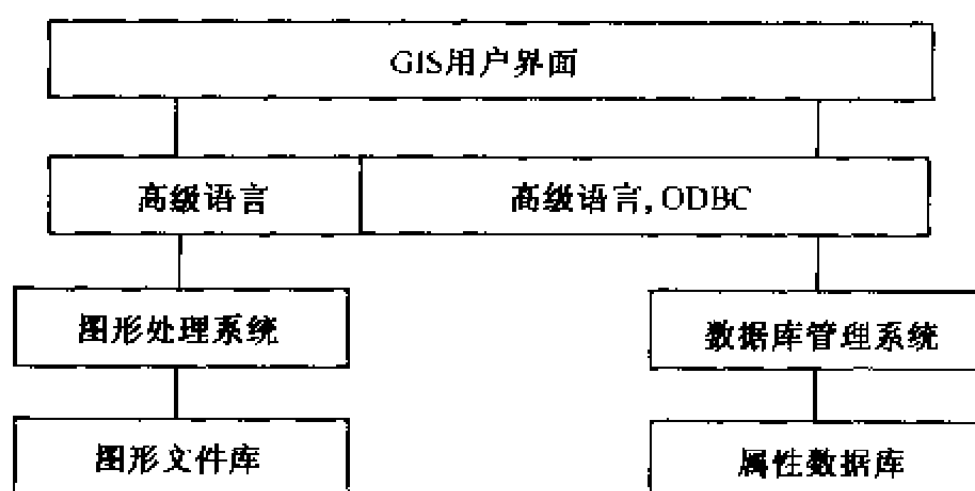 GIS用户界面
高级语言
高级语言, ODBC
图形处理系统
数据库管理系统
图形文件库
属性数据库